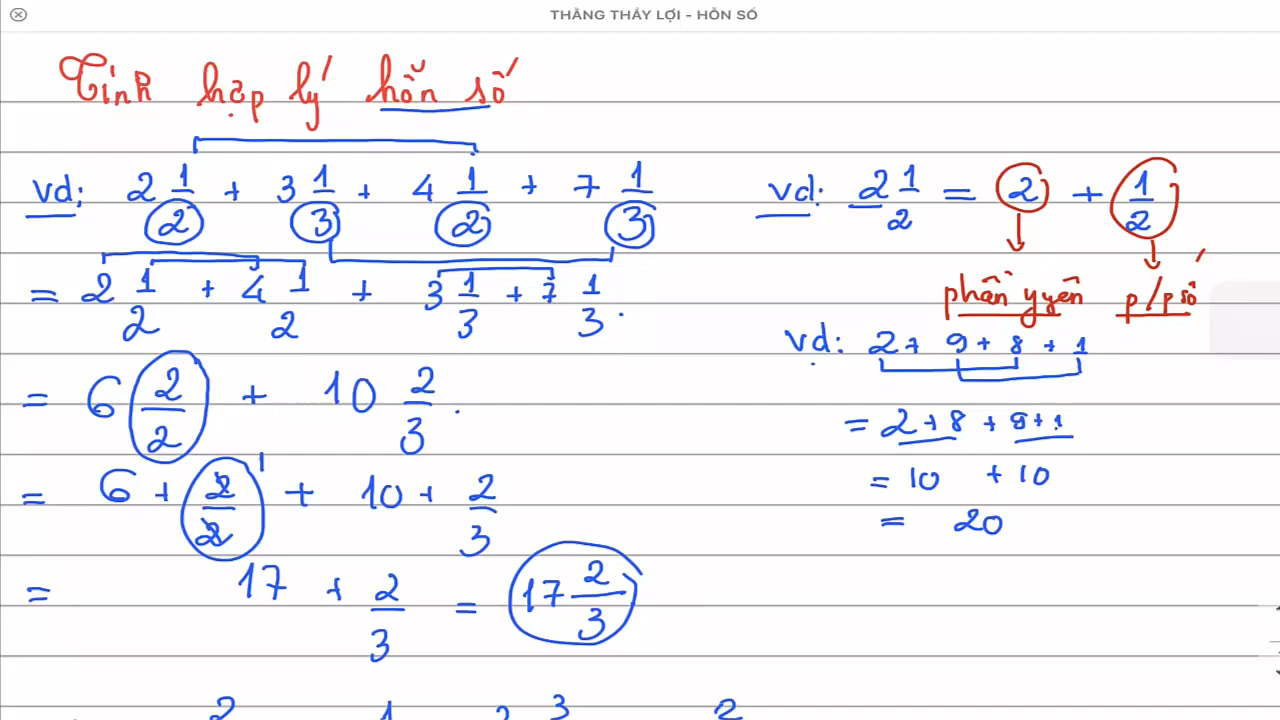 THẰNG THẦY LỢI - HỖN SỐ
Tính hợp lý hỗn số
Vd: 2 1/2 + 3 1/3 + 4 1/2 + 7 1/3
= 2 1/2 + 4 1/2 + 3 1/3 + 7 1/3.
= 6 2/2 + 10 2/3.
= 6 + 2/2 1 + 10 + 2/3
= 17 + 2/3 = 17 2/3
Vd: 2 1/2 = 2 + 1/2
phần yyên p/p số
Vd: 2 + 9 + 8 + 1
= 2 + 8 + 9 + 1
= 10 + 10
= 20